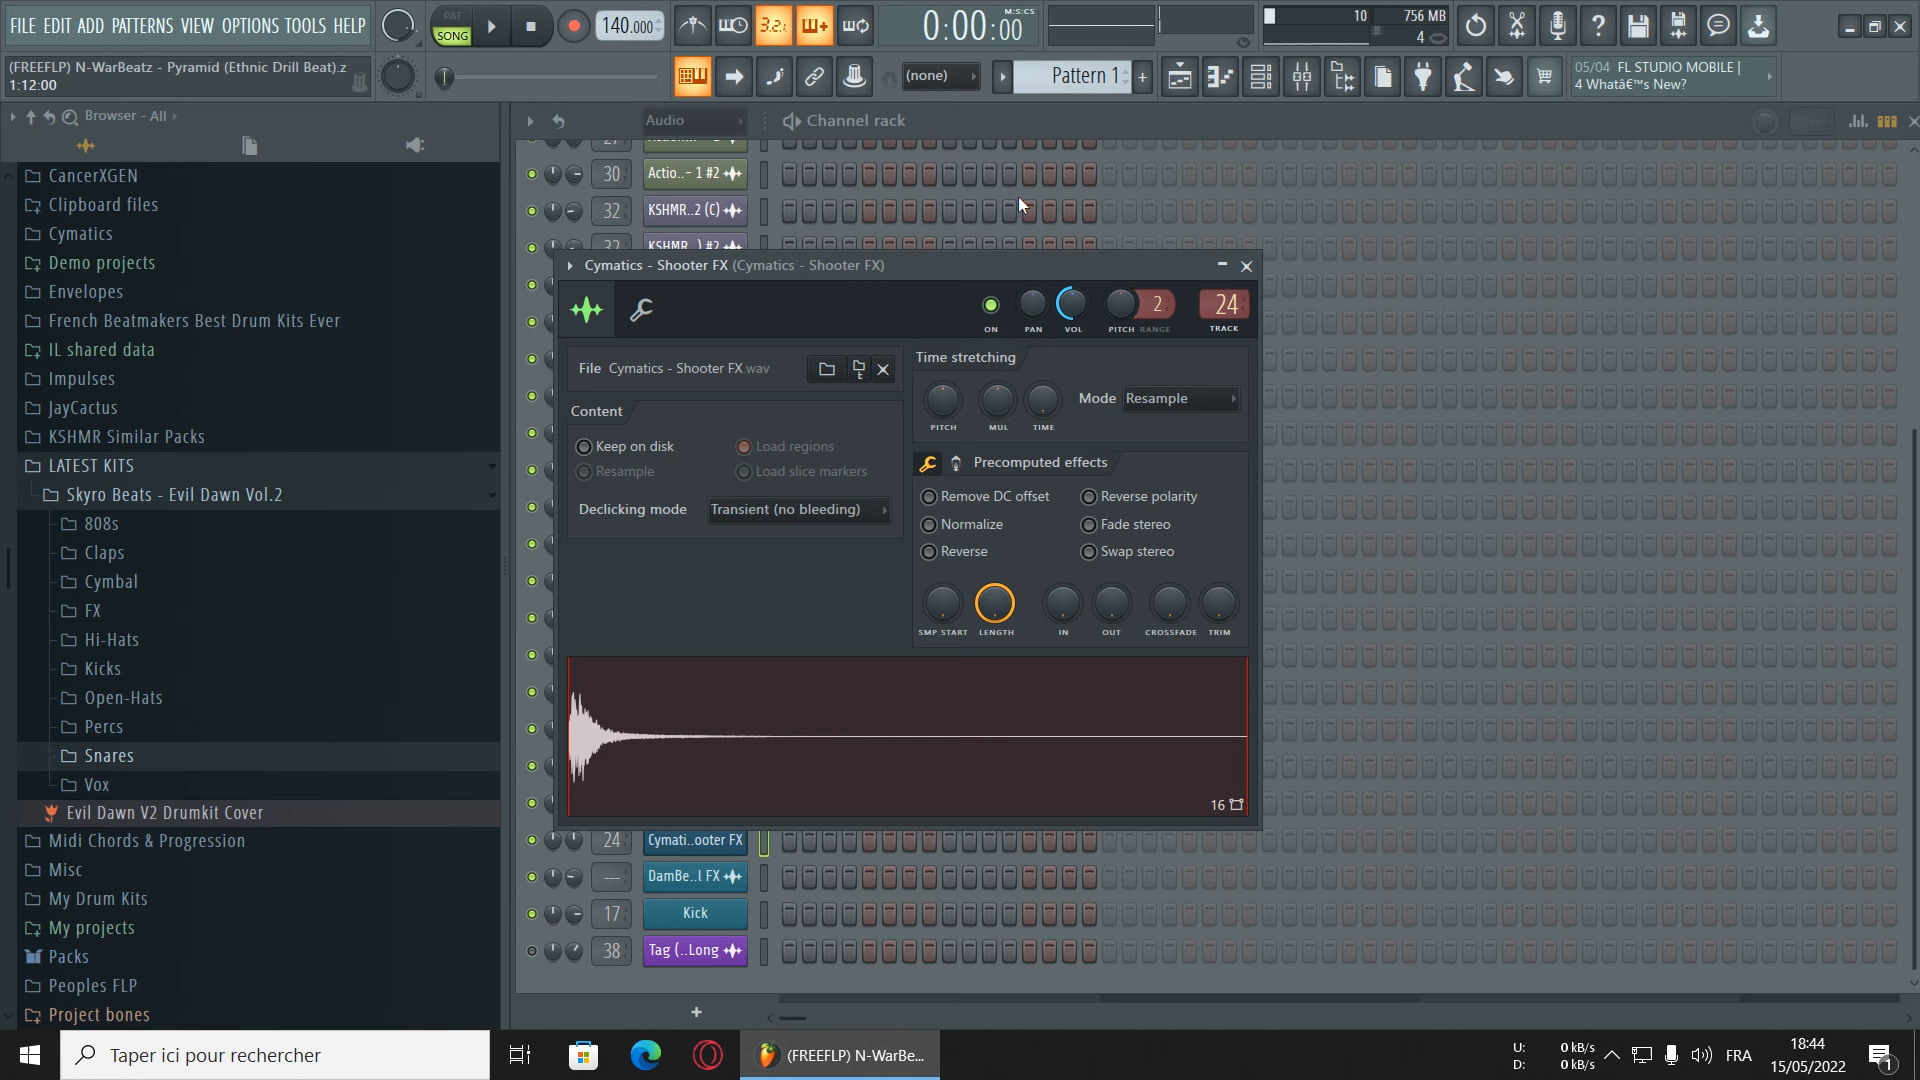 FILE EDIT ADD PATTERNS VIEW OPTIONS TOOLS HELP
PAT
SONG
140.000
3.2.
0:00:00
M:S:CS
10
756 MB
4
(FREEFLP) N-WarBeatz - Pyramid (Ethnic Drill Beat).z
1:12:00
(none)
Pattern 1
+
05/04 FL STUDIO MOBILE |
4 Whatâ€™s New?
Browser - All
CancerXGEN
Clipboard files
Cymatics
Demo projects
Envelopes
French Beatmakers Best Drum Kits Ever
IL shared data
Impulses
JayCactus
KSHMR Similar Packs
LATEST KITS
Skyro Beats - Evil Dawn Vol.2
808s
Claps
Cymbal
FX
Hi-Hats
Kicks
Open-Hats
Percs
Snares
Vox
Evil Dawn V2 Drumkit Cover
Midi Chords & Progression
Misc
My Drum Kits
My projects
Packs
Peoples FLP
Project bones
Audio
Channel rack
30
Actio..- 1 #2
32
KSHMR..2 (C)
32
KSHMR..) #2
Cymatics - Shooter FX (Cymatics - Shooter FX)
ON
PAN
VOL
PITCH
RANGE
2
24
TRACK
File Cymatics - Shooter FX.wav
Content
Keep on disk
Load regions
Resample
Load slice markers
Declicking mode
Transient (no bleeding)
Time stretching
PITCH
MUL
TIME
Mode
Resample
Precomputed effects
Remove DC offset
Reverse polarity
Normalize
Fade stereo
Reverse
Swap stereo
SMP START
LENGTH
IN
OUT
CROSSFADE
TRIM
16
24
Cymati..ooter FX
---
DamBe..l FX
17
Kick
38
Tag (..Long
+
Taper ici pour rechercher
(FREEFLP) N-WarBe...
U: 0 kB/s
D: 0 kB/s
FRA
18:44
15/05/2022
1